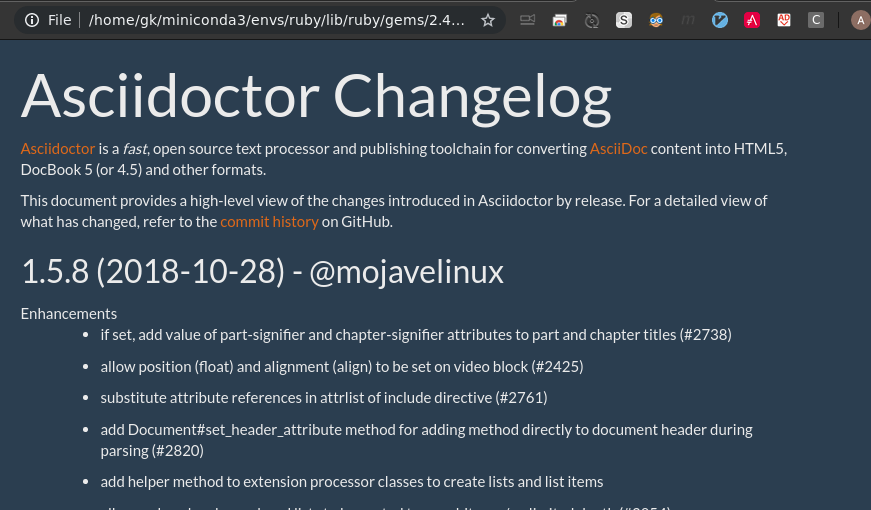 File /home/gk/miniconda3/envs/ruby/lib/ruby/gems/2.4...
S m AD C A
Asciidoctor Changelog
Asciidoctor is a fast, open source text processor and publishing toolchain for converting AsciiDoc content into HTML5,
DocBook 5 (or 4.5) and other formats.
This document provides a high-level view of the changes introduced in Asciidoctor by release. For a detailed view of
what has changed, refer to the commit history on GitHub.
1.5.8 (2018-10-28) - @mojavelinux
Enhancements
• if set, add value of part-signifier and chapter-signifier attributes to part and chapter titles (#2738)
• allow position (float) and alignment (align) to be set on video block (#2425)
• substitute attribute references in attrlist of include directive (#2761)
• add Document#set_header_attribute method for adding method directly to document header during
parsing (#2820)
• add helper method to extension processor classes to create lists and list items